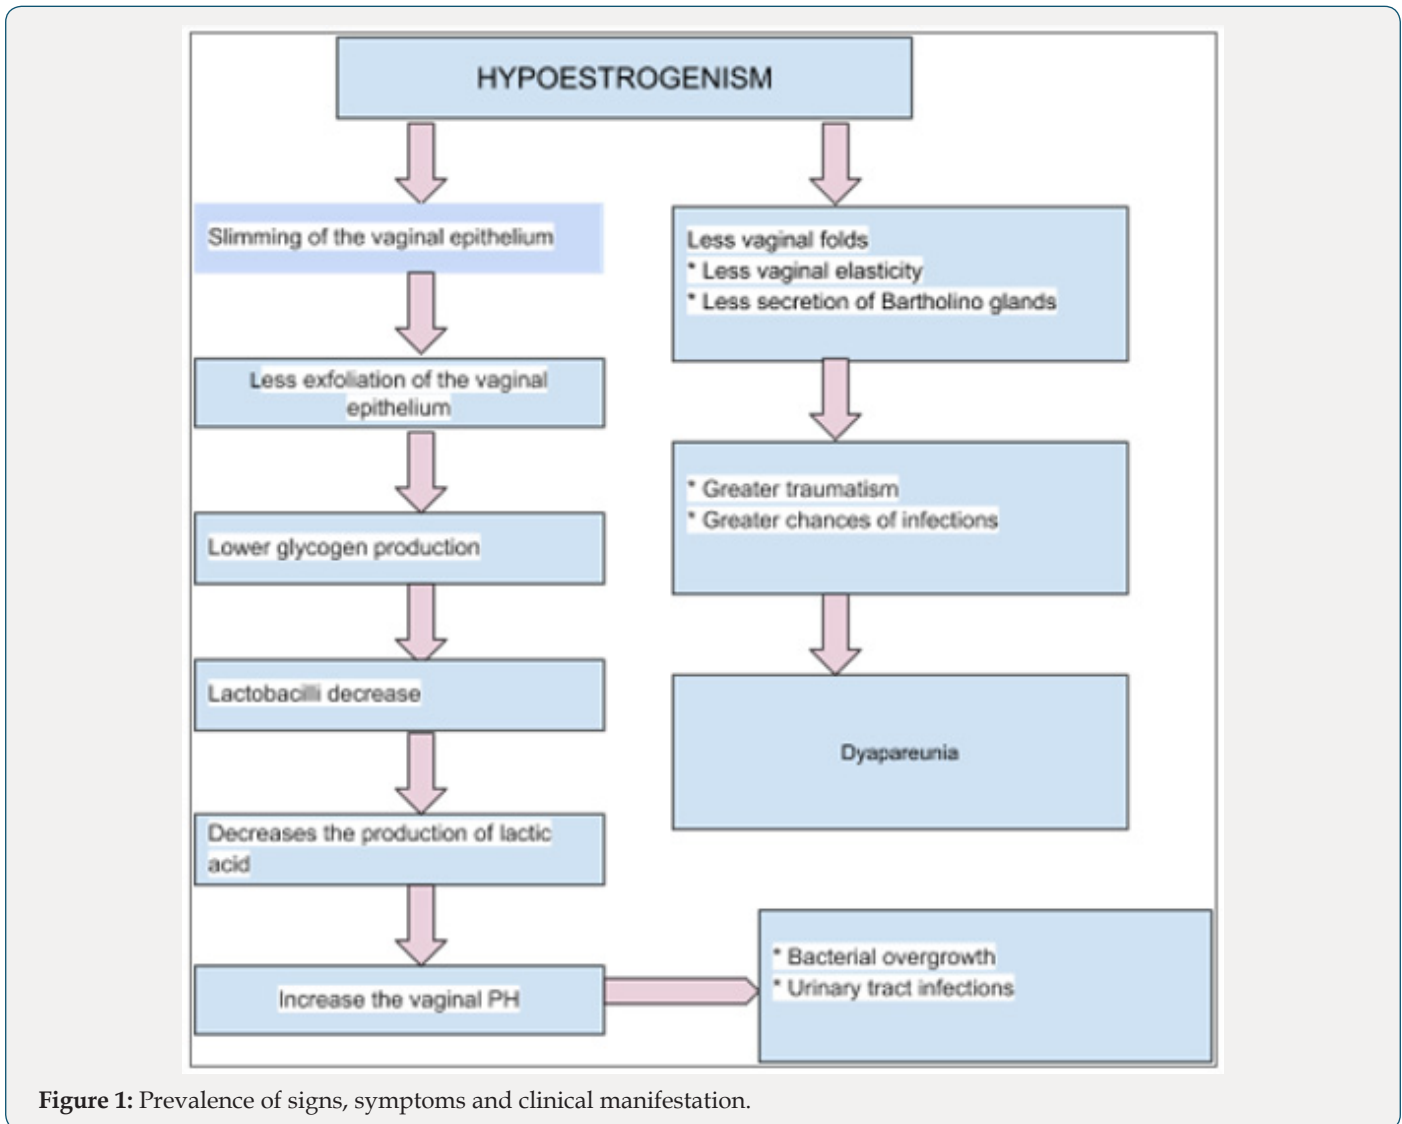 HYPOESTROGENISM
Slimming of the vaginal epithelium
Less exfoliation of the vaginal
epithelium
Lower glycogen production
Lactobacilli decrease
Decreases the production of lactic
acid
Increase the vaginal PH
Less vaginal folds
* Less vaginal elasticity
* Less secretion of Bartholino glands
* Greater traumatism
* Greater chances of infections
Dyapareunia
* Bacterial overgrowth
* Urinary tract infections
Figure 1: Prevalence of signs, symptoms and clinical manifestation.